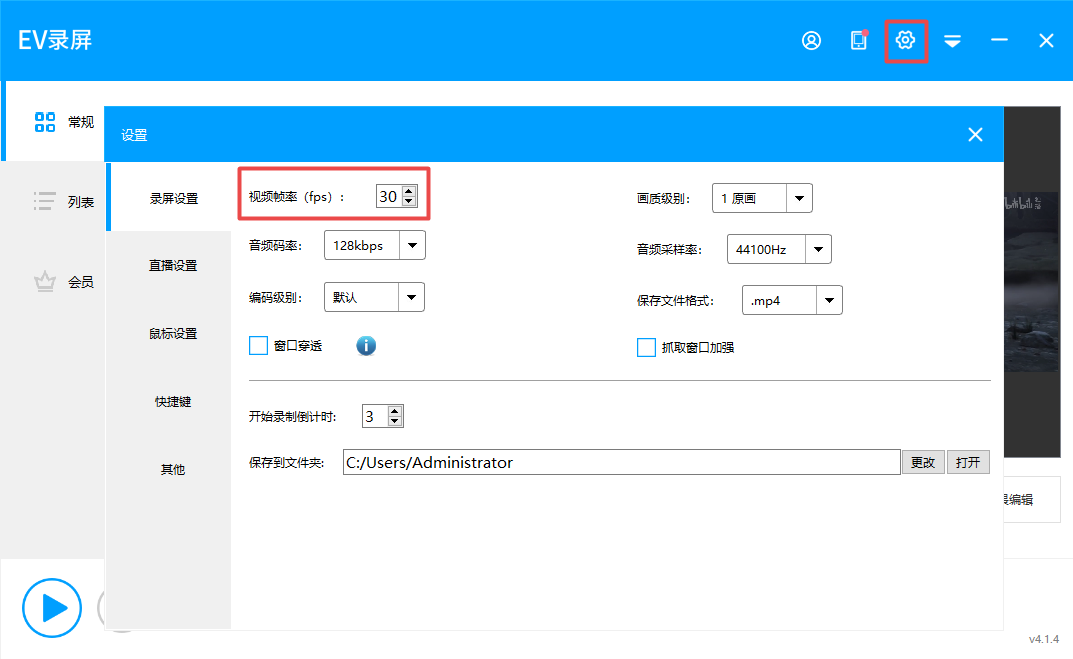 EV录屏
常规
列表
会员
设置
录屏设置
直播设置
鼠标设置
快捷键
其他
视频帧率（fps）: 30
画质级别: 1 原画
音频码率: 128kbps
音频采样率: 44100Hz
编码级别: 默认
保存文件格式: .mp4
窗口穿透
抓取窗口加强
开始录制倒计时: 3
保存到文件夹: C:/Users/Administrator 更改 打开
bilibili
编辑
v4.1.4